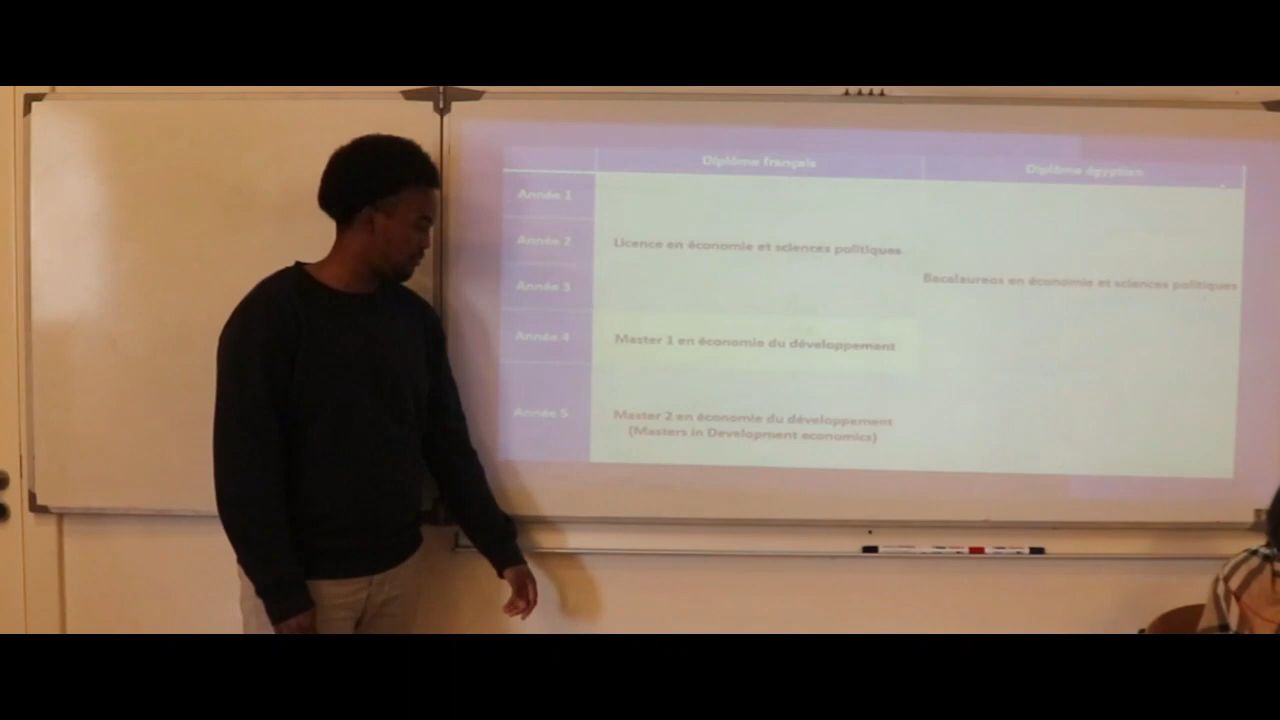 Diplôme français
Diplôme égyptien
Année 1
Année 2
Licence en économie et sciences politiques
Bacalaureos en économie et sciences politiques
Année 3
Année 4
Master 1 en économie du développement
Année 5
Master 2 en économie du développement
(Masters in Development economics)